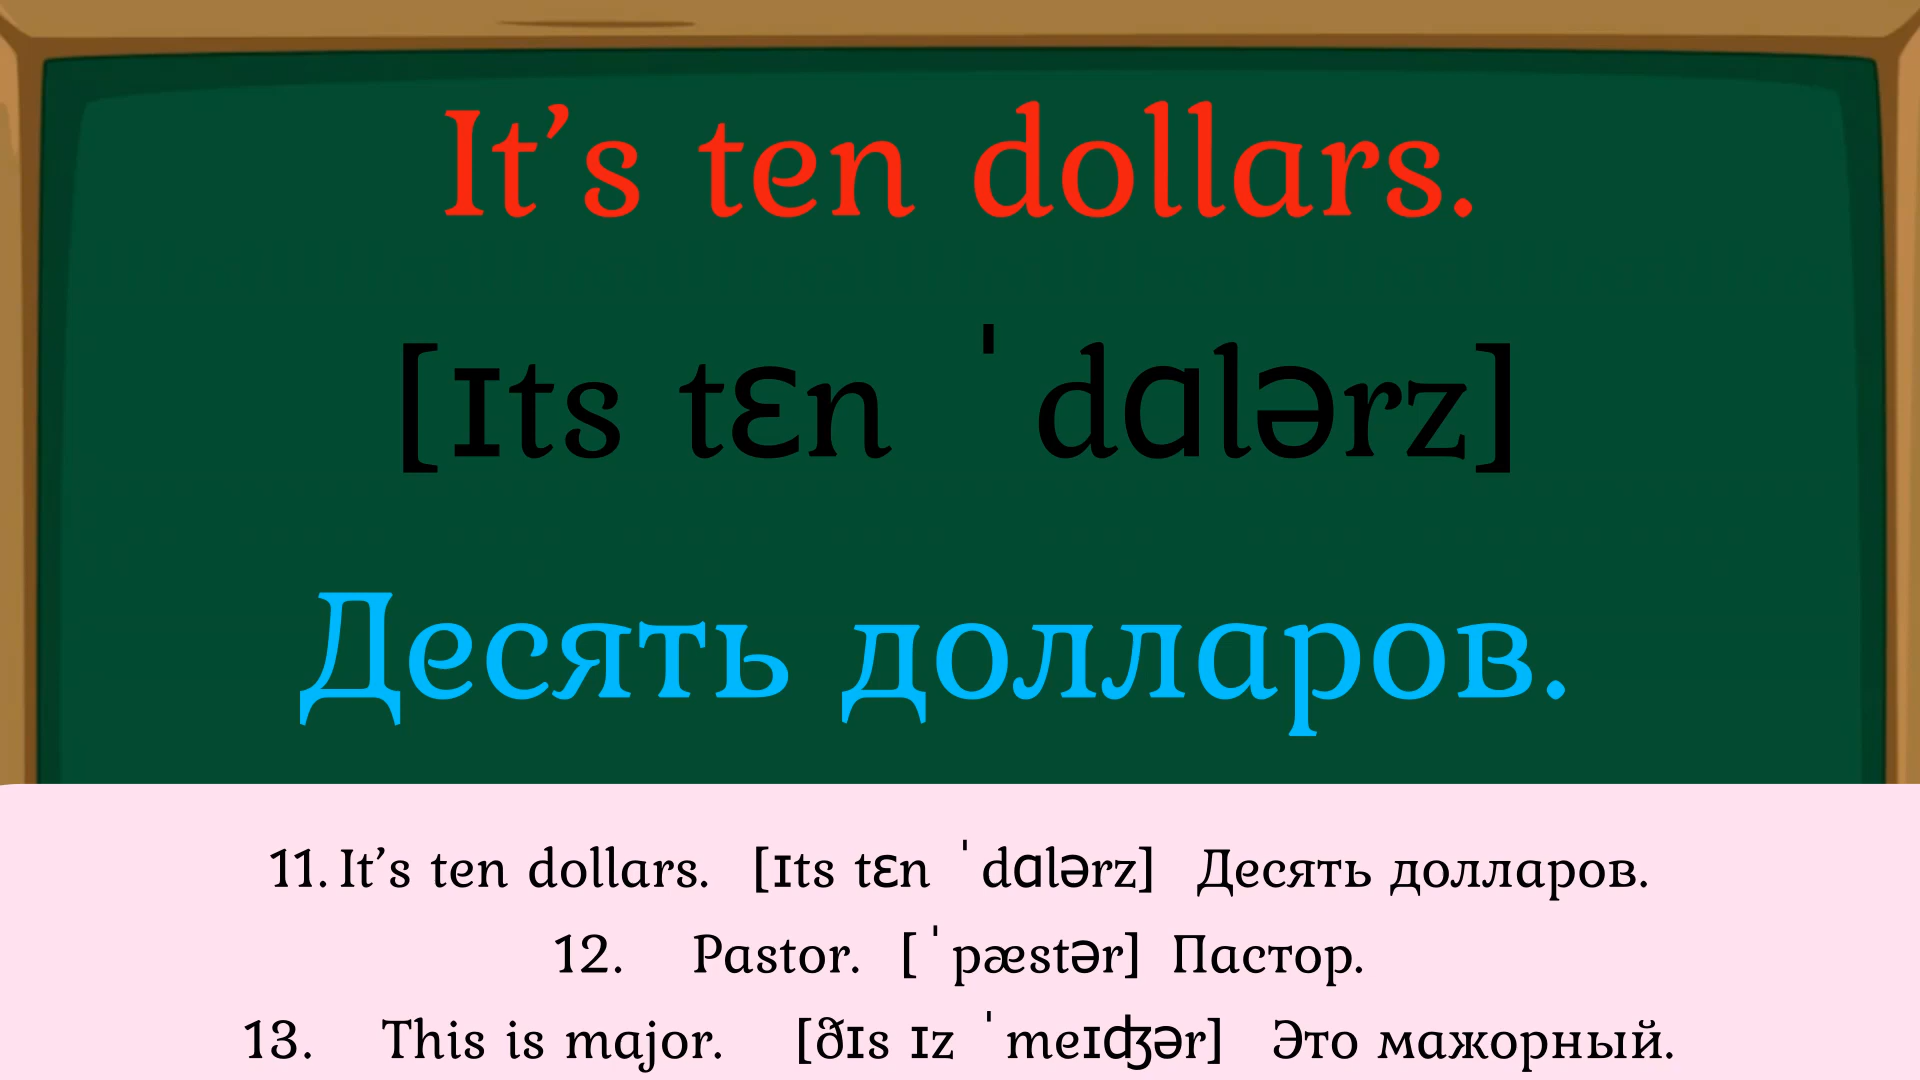 It’s ten dollars.
[ɪts tɛn ˈdɑlərz]
Десять долларов.
11. It’s ten dollars. [ɪts tɛn ˈdɑlərz] Десять долларов.
12. Pastor. [ˈpæstər] Пастор.
13. This is major. [ðɪs ɪz ˈmeɪʤər] Это мажорный.